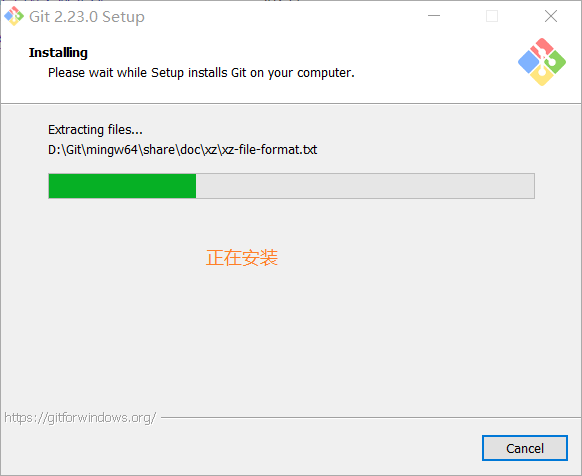 Git 2.23.0 Setup
Installing
Please wait while Setup installs Git on your computer.
Extracting files...
D:\Git\mingw64\share\doc\xz\xz-file-format.txt
正在安装
https://gitforwindows.org/
Cancel